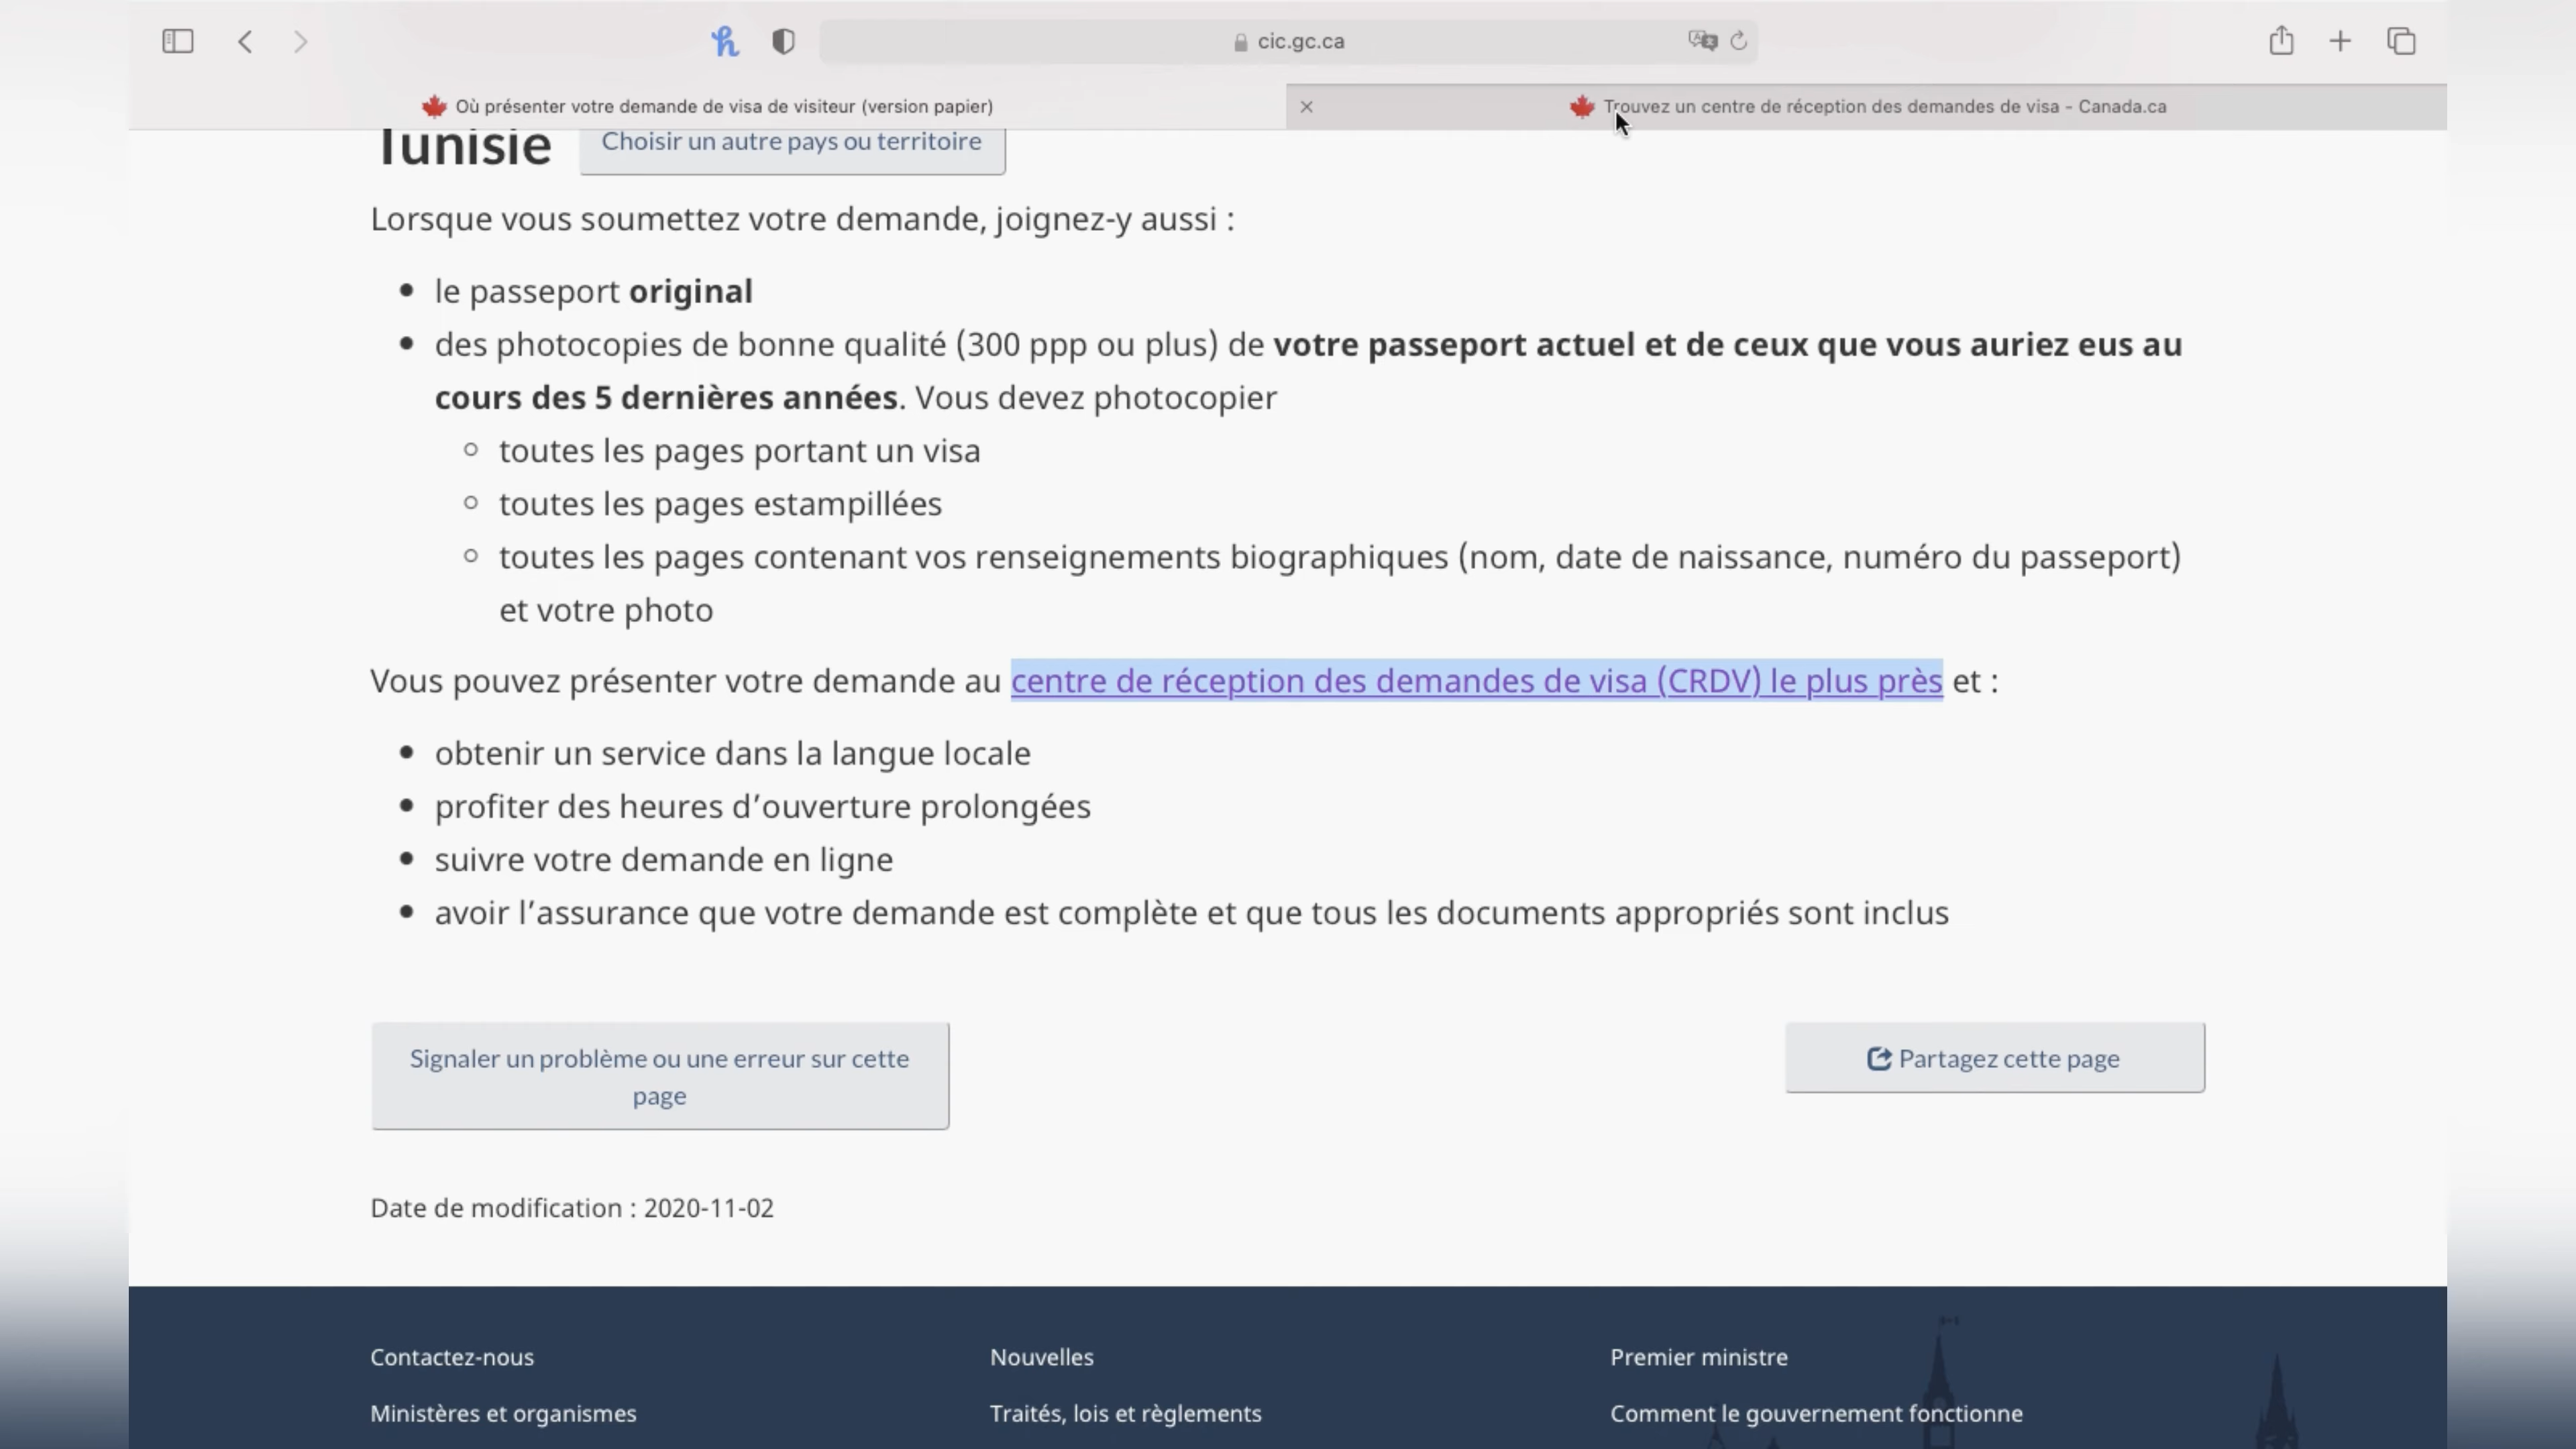 cic.gc.ca
Où présenter votre demande de visa de visiteur (version papier)
Trouvez un centre de réception des demandes de visa - Canada.ca
Tunisie
Choisir un autre pays ou territoire
Lorsque vous soumettez votre demande, joignez-y aussi :
le passeport original
des photocopies de bonne qualité (300 ppp ou plus) de votre passeport actuel et de ceux que vous auriez eus au
cours des 5 dernières années. Vous devez photocopier
toutes les pages portant un visa
toutes les pages estampillées
toutes les pages contenant vos renseignements biographiques (nom, date de naissance, numéro du passeport)
et votre photo
Vous pouvez présenter votre demande au centre de réception des demandes de visa (CRDV) le plus près et :
obtenir un service dans la langue locale
profiter des heures d’ouverture prolongées
suivre votre demande en ligne
avoir l’assurance que votre demande est complète et que tous les documents appropriés sont inclus
Signaler un problème ou une erreur sur cette
page
Partagez cette page
Date de modification : 2020-11-02
Contactez-nous
Nouvelles
Premier ministre
Ministères et organismes
Traités, lois et règlements
Comment le gouvernement fonctionne